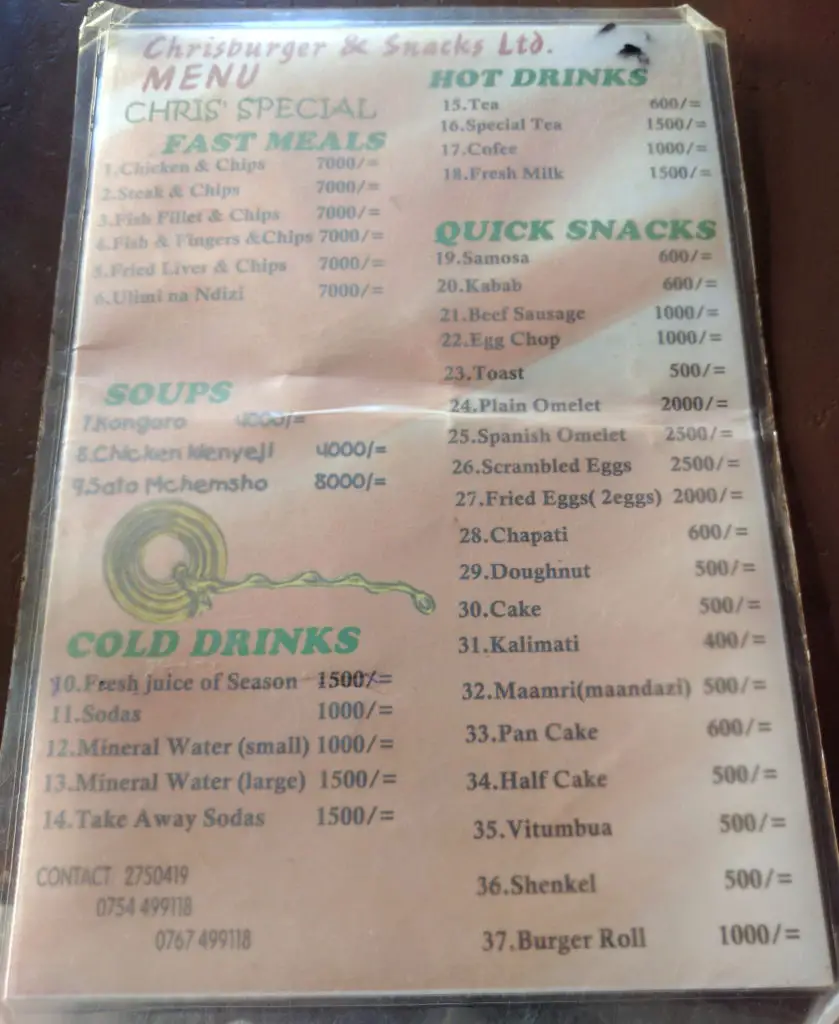 Chrisburger & Snacks Ltd.
MENU
CHRIS' SPECIAL
FAST MEALS
1.Chicken & Chips 7000/=
2.Steak & Chips 7000/=
3.Fish Fillet & Chips 7000/=
4.Fish & Fingers &Chips 7000/=
5.Fried Liver & Chips 7000/=
6.Ulimi na Ndizi 7000/=
SOUPS
7.Kongoro 4000/=
8.Chicken kienyeji 4000/=
9.Sato Mchemsho 8000/=
COLD DRINKS
10.Fresh juice of Season 1500/=
11.Sodas 1000/=
12.Mineral Water (small) 1000/=
13.Mineral Water (large) 1500/=
14.Take Away Sodas 1500/=
CONTACT 2750419
0754 499118
0767 499118
HOT DRINKS
15.Tea 600/=
16.Special Tea 1500/=
17.Cofee 1000/=
18.Fresh Milk 1500/=
QUICK SNACKS
19.Samosa 600/=
20.Kabab 600/=
21.Beef Sausage 1000/=
22.Egg Chop 1000/=
23.Toast 500/=
24.Plain Omelet 2000/=
25.Spanish Omelet 2500/=
26.Scrambled Eggs 2500/=
27.Fried Eggs( 2eggs) 2000/=
28.Chapati 600/=
29.Doughnut 500/=
30.Cake 500/=
31.Kalimati 400/=
32.Maamri(maandazi) 500/=
33.Pan Cake 600/=
34.Half Cake 500/=
35.Vitumbua 500/=
36.Shenkel 500/=
37.Burger Roll 1000/=